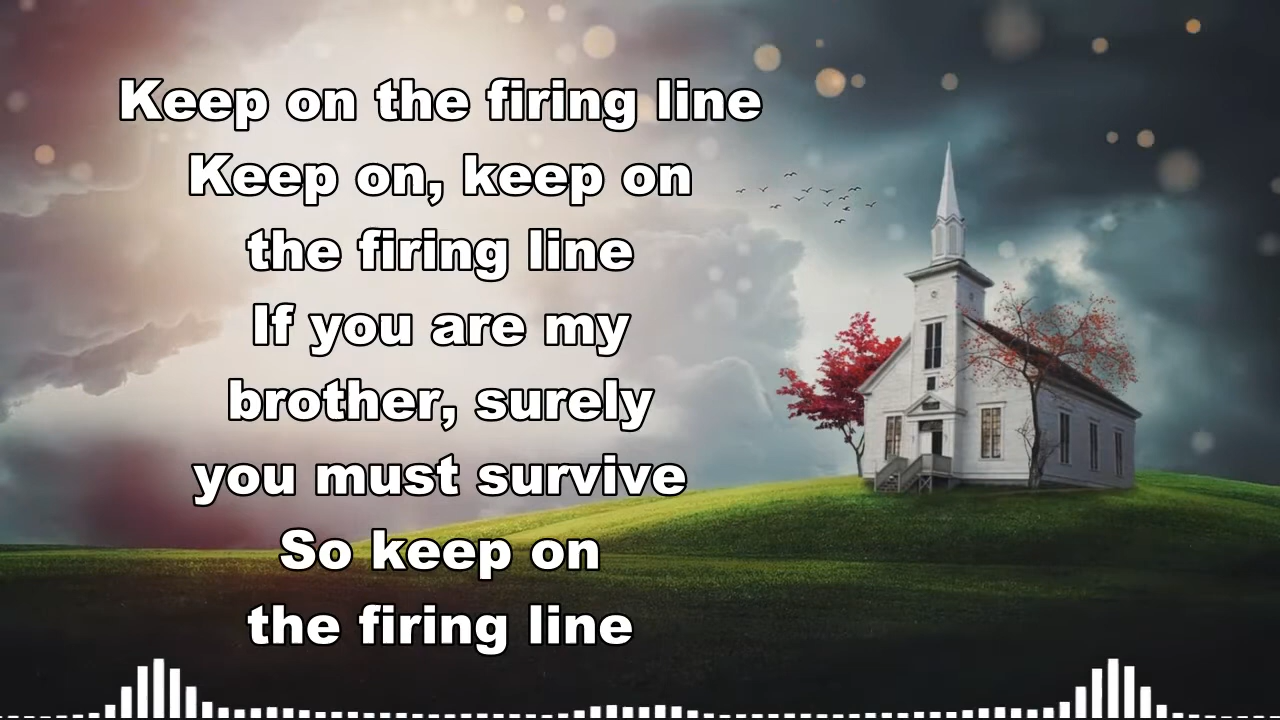 Keep on the firing line
Keep on, keep on
the firing line
If you are my
brother, surely
you must survive
So keep on
the firing line